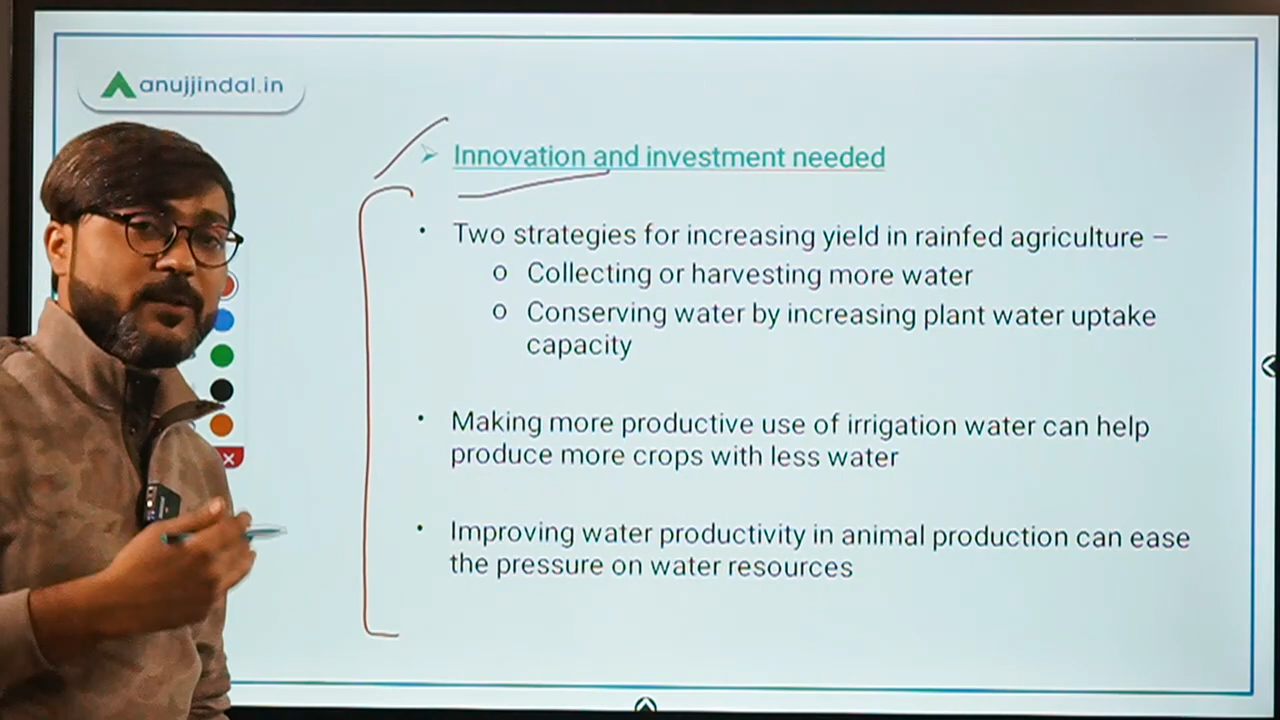 anujjindal.in
➤ Innovation and investment needed
• Two strategies for increasing yield in rainfed agriculture –
o Collecting or harvesting more water
o Conserving water by increasing plant water uptake
capacity
• Making more productive use of irrigation water can help
produce more crops with less water
• Improving water productivity in animal production can ease
the pressure on water resources